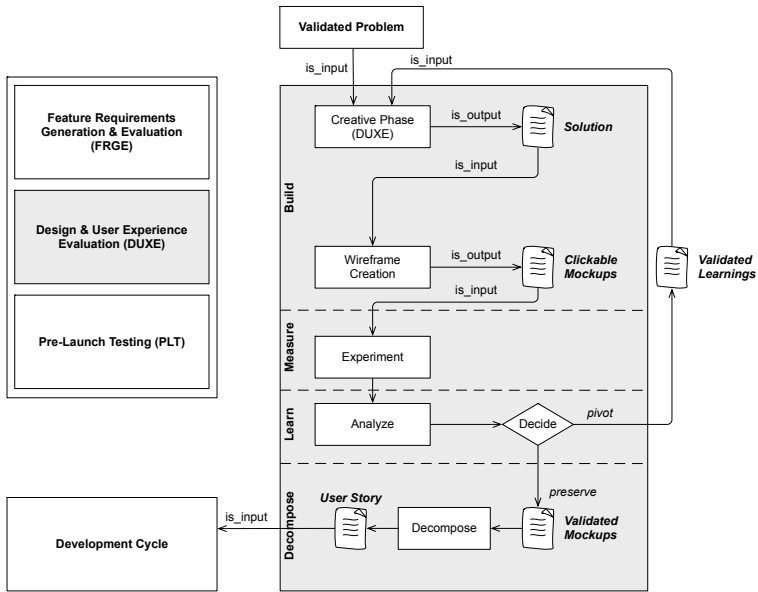 Validated Problem
is_input
is_input
Feature Requirements
Generation & Evaluation
(FRGE)
Design & User Experience
Evaluation (DUXE)
Pre-Launch Testing (PLT)
Build
Creative Phase
(DUXE)
is_output
Solution
is_input
Wireframe
Creation
is_output
Clickable
Mockups
is_input
Validated
Learnings
Measure
Experiment
Learn
Analyze
Decide
pivot
preserve
Decompose
User Story
Decompose
Validated
Mockups
is_input
Development Cycle